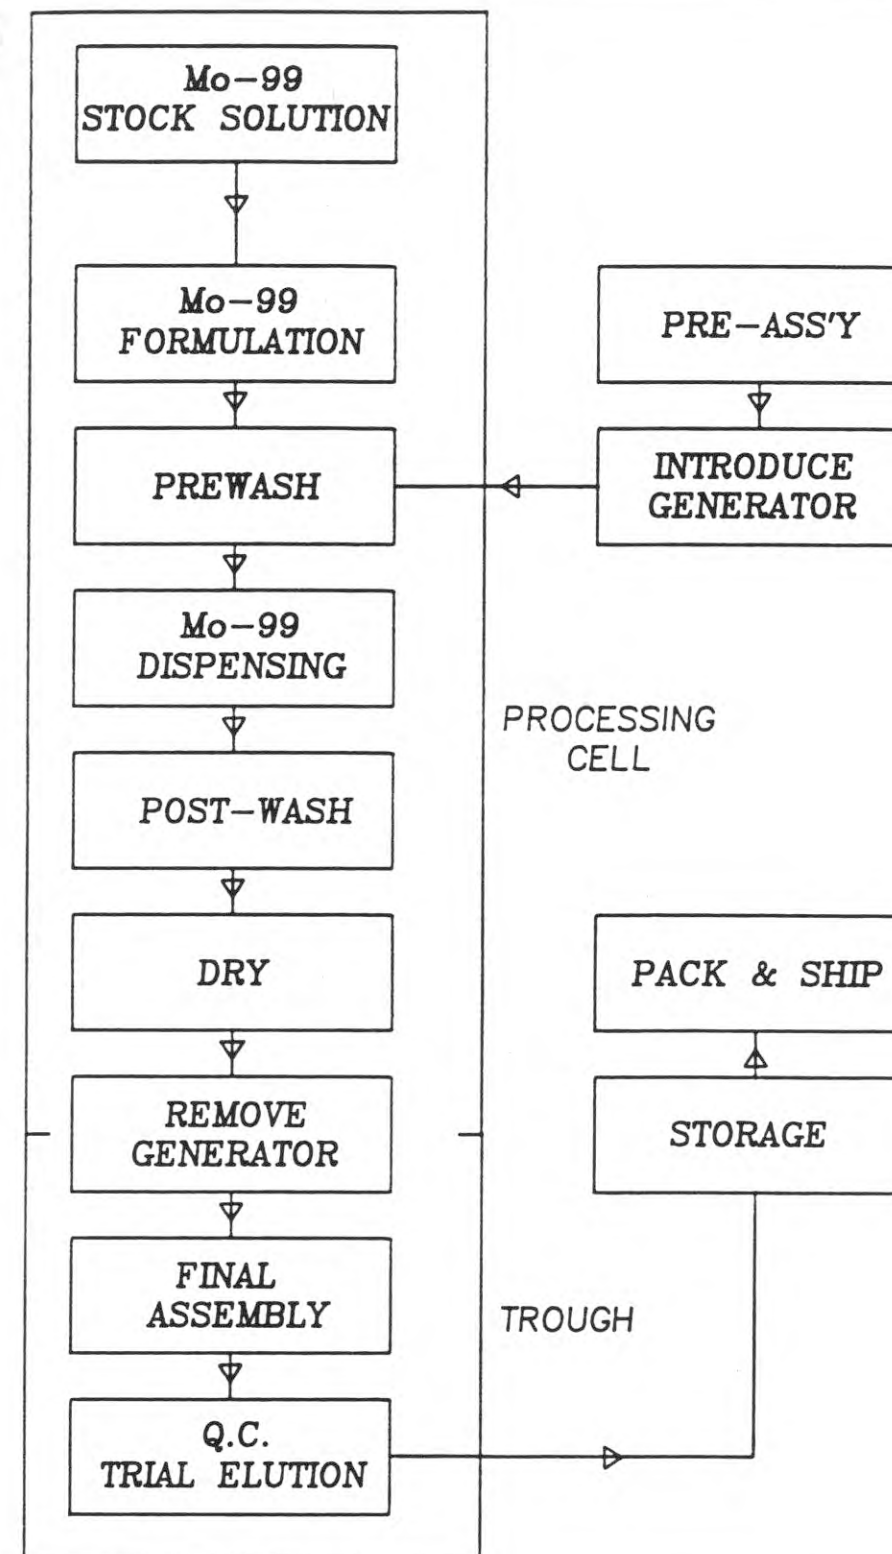 Mo-99
STOCK SOLUTION
Mo-99
FORMULATION
PRE-ASS'Y
PREWASH
INTRODUCE
GENERATOR
Mo-99
DISPENSING
PROCESSING
CELL
POST-WASH
DRY
PACK & SHIP
REMOVE
GENERATOR
STORAGE
FINAL
ASSEMBLY
TROUGH
Q.C.
TRIAL ELUTION